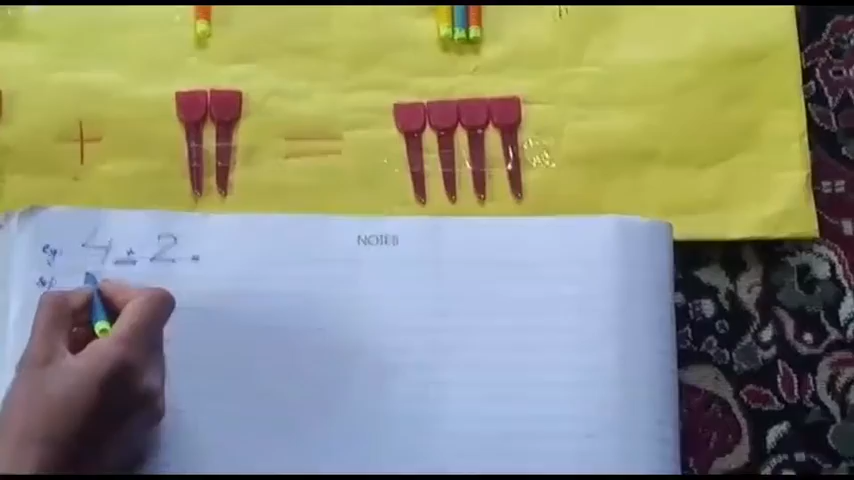 + =
NOTES
eg: 4 + 2 =